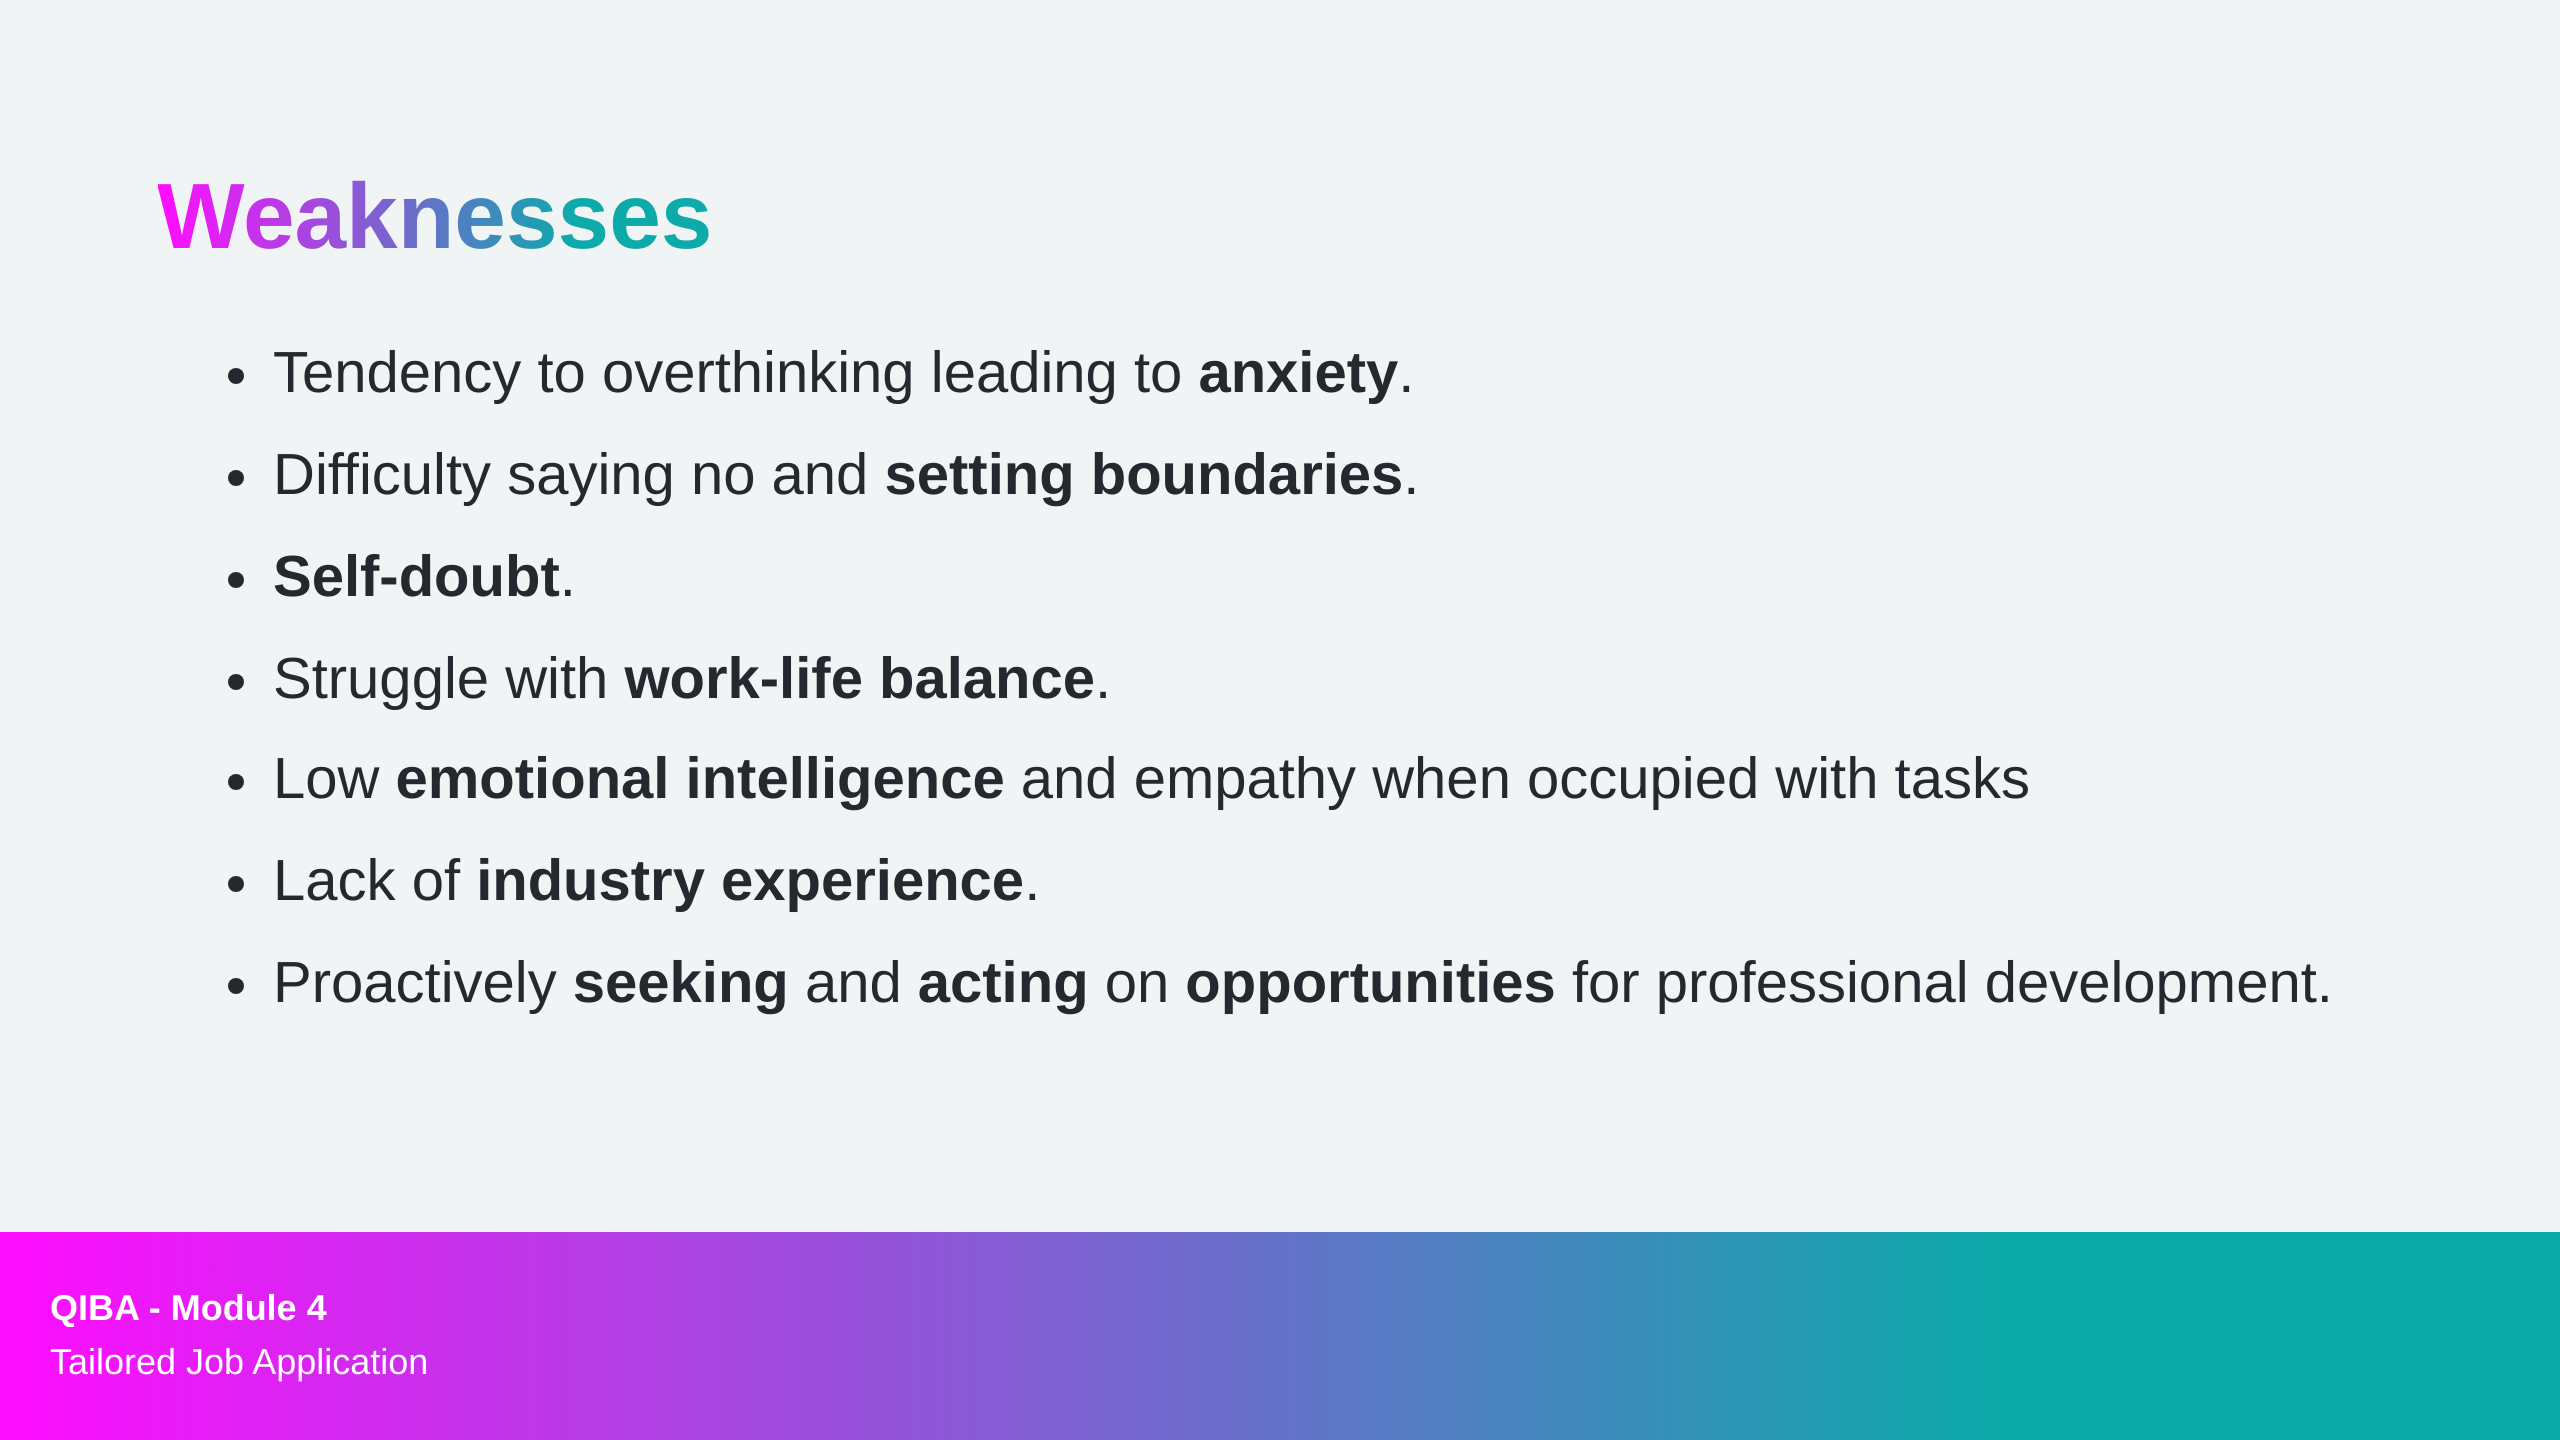 Weaknesses
• Tendency to overthinking leading to anxiety.
• Difficulty saying no and setting boundaries.
• Self-doubt.
• Struggle with work-life balance.
• Low emotional intelligence and empathy when occupied with tasks
• Lack of industry experience.
• Proactively seeking and acting on opportunities for professional development.
QIBA - Module 4
Tailored Job Application